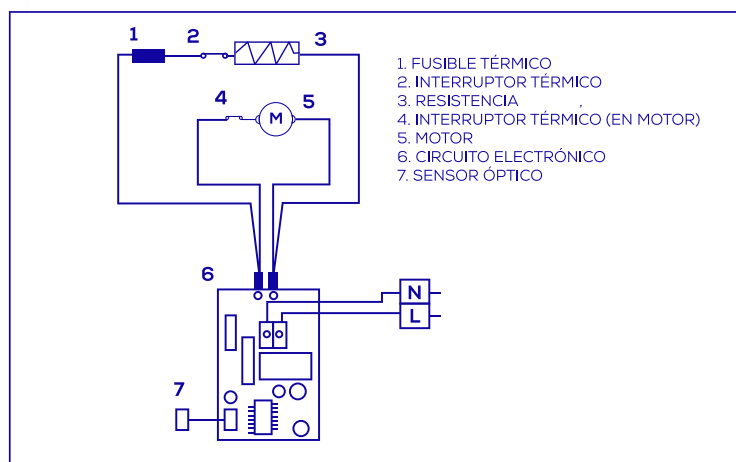 1
2
3
4
5
M
1. FUSIBLE TÉRMICO
2. INTERRUPTOR TÉRMICO
3. RESISTENCIA
4. INTERRUPTOR TÉRMICO (EN MOTOR)
5. MOTOR
6. CIRCUITO ELECTRÓNICO
7. SENSOR ÓPTICO
6
N
L
7